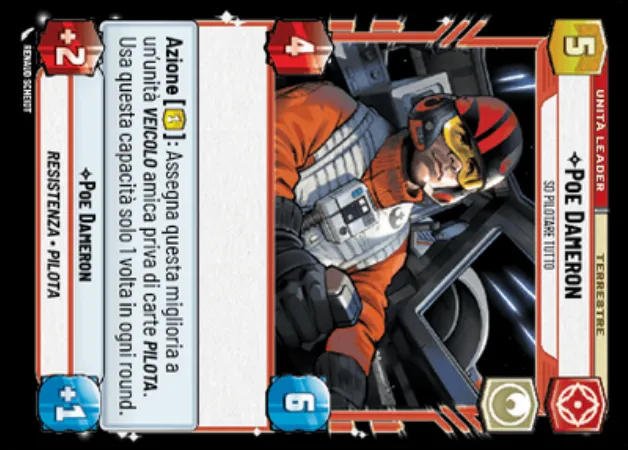 5
UNITÀ LEADER
TERRESTRE
✧POE DAMERON
SO PILOTARE TUTTO
4
6
Azione [1]: Assegna questa miglioria a
un'unità VEICOLO amica priva di carte PILOTA.
Usa questa capacità solo 1 volta in ogni round.
+2
✧POE DAMERON
RESISTENZA • PILOTA
+1
RENAUD SCHEIDT